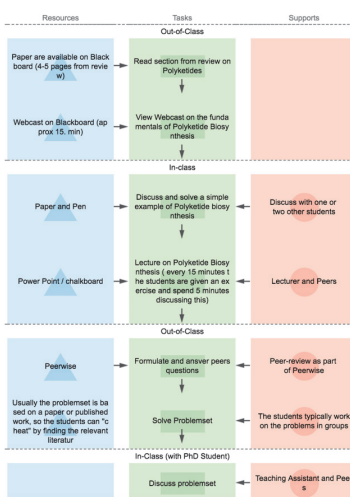 Resources
Tasks
Supports
Out-of-Class
Paper are available on Black
board (4-5 pages from revie
w)
Read section from review on
Polyketides
Webcast on Blackboard (ap
prox 15. min)
View Webcast on the funda
mentals of Polyketide Biosy
nthesis
In-class
Paper and Pen
Discuss and solve a simple
example of Polyketide biosy
nthesis
Discuss with one or
two other students
Power Point / chalkboard
Lecture on Polyketide Biosy
nthesis ( every 15 minutes t
he students are given an ex
ercise and spend 5 minutes
discussing this)
Lecturer and Peers
Out-of-Class
Peerwise
Formulate and answer peers
questions
Peer-review as part
of Peerwise
Usually the problemset is ba
sed on a paper or published
work, so the students can "c
heat" by finding the relevant
literatur
Solve Problemset
The students typically work
on the problems in groups
In-Class (with PhD Student)
Discuss problemset
Teaching Assistant and Pee
s